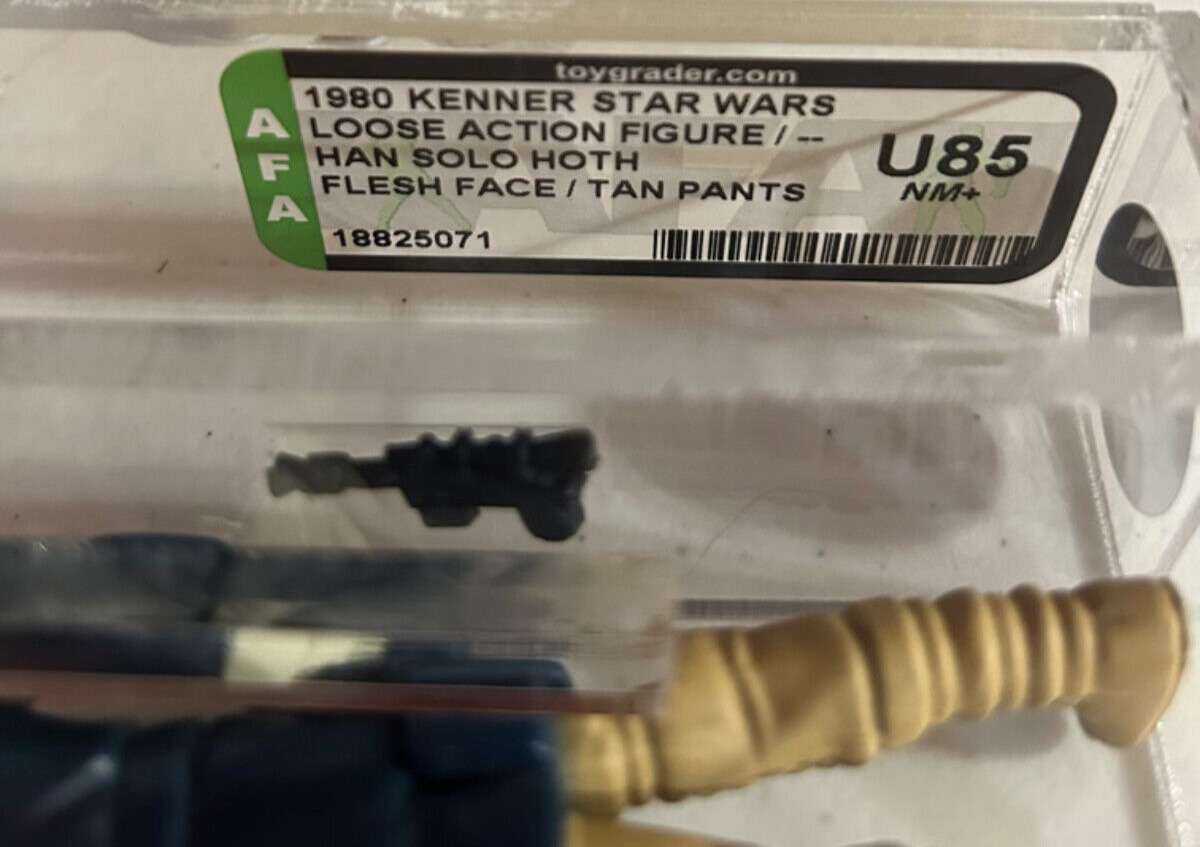 toygrader.com
AFA
1980 KENNER STAR WARS
LOOSE ACTION FIGURE / --
HAN SOLO HOTH
FLESH FACE / TAN PANTS
U85
NM+
18825071